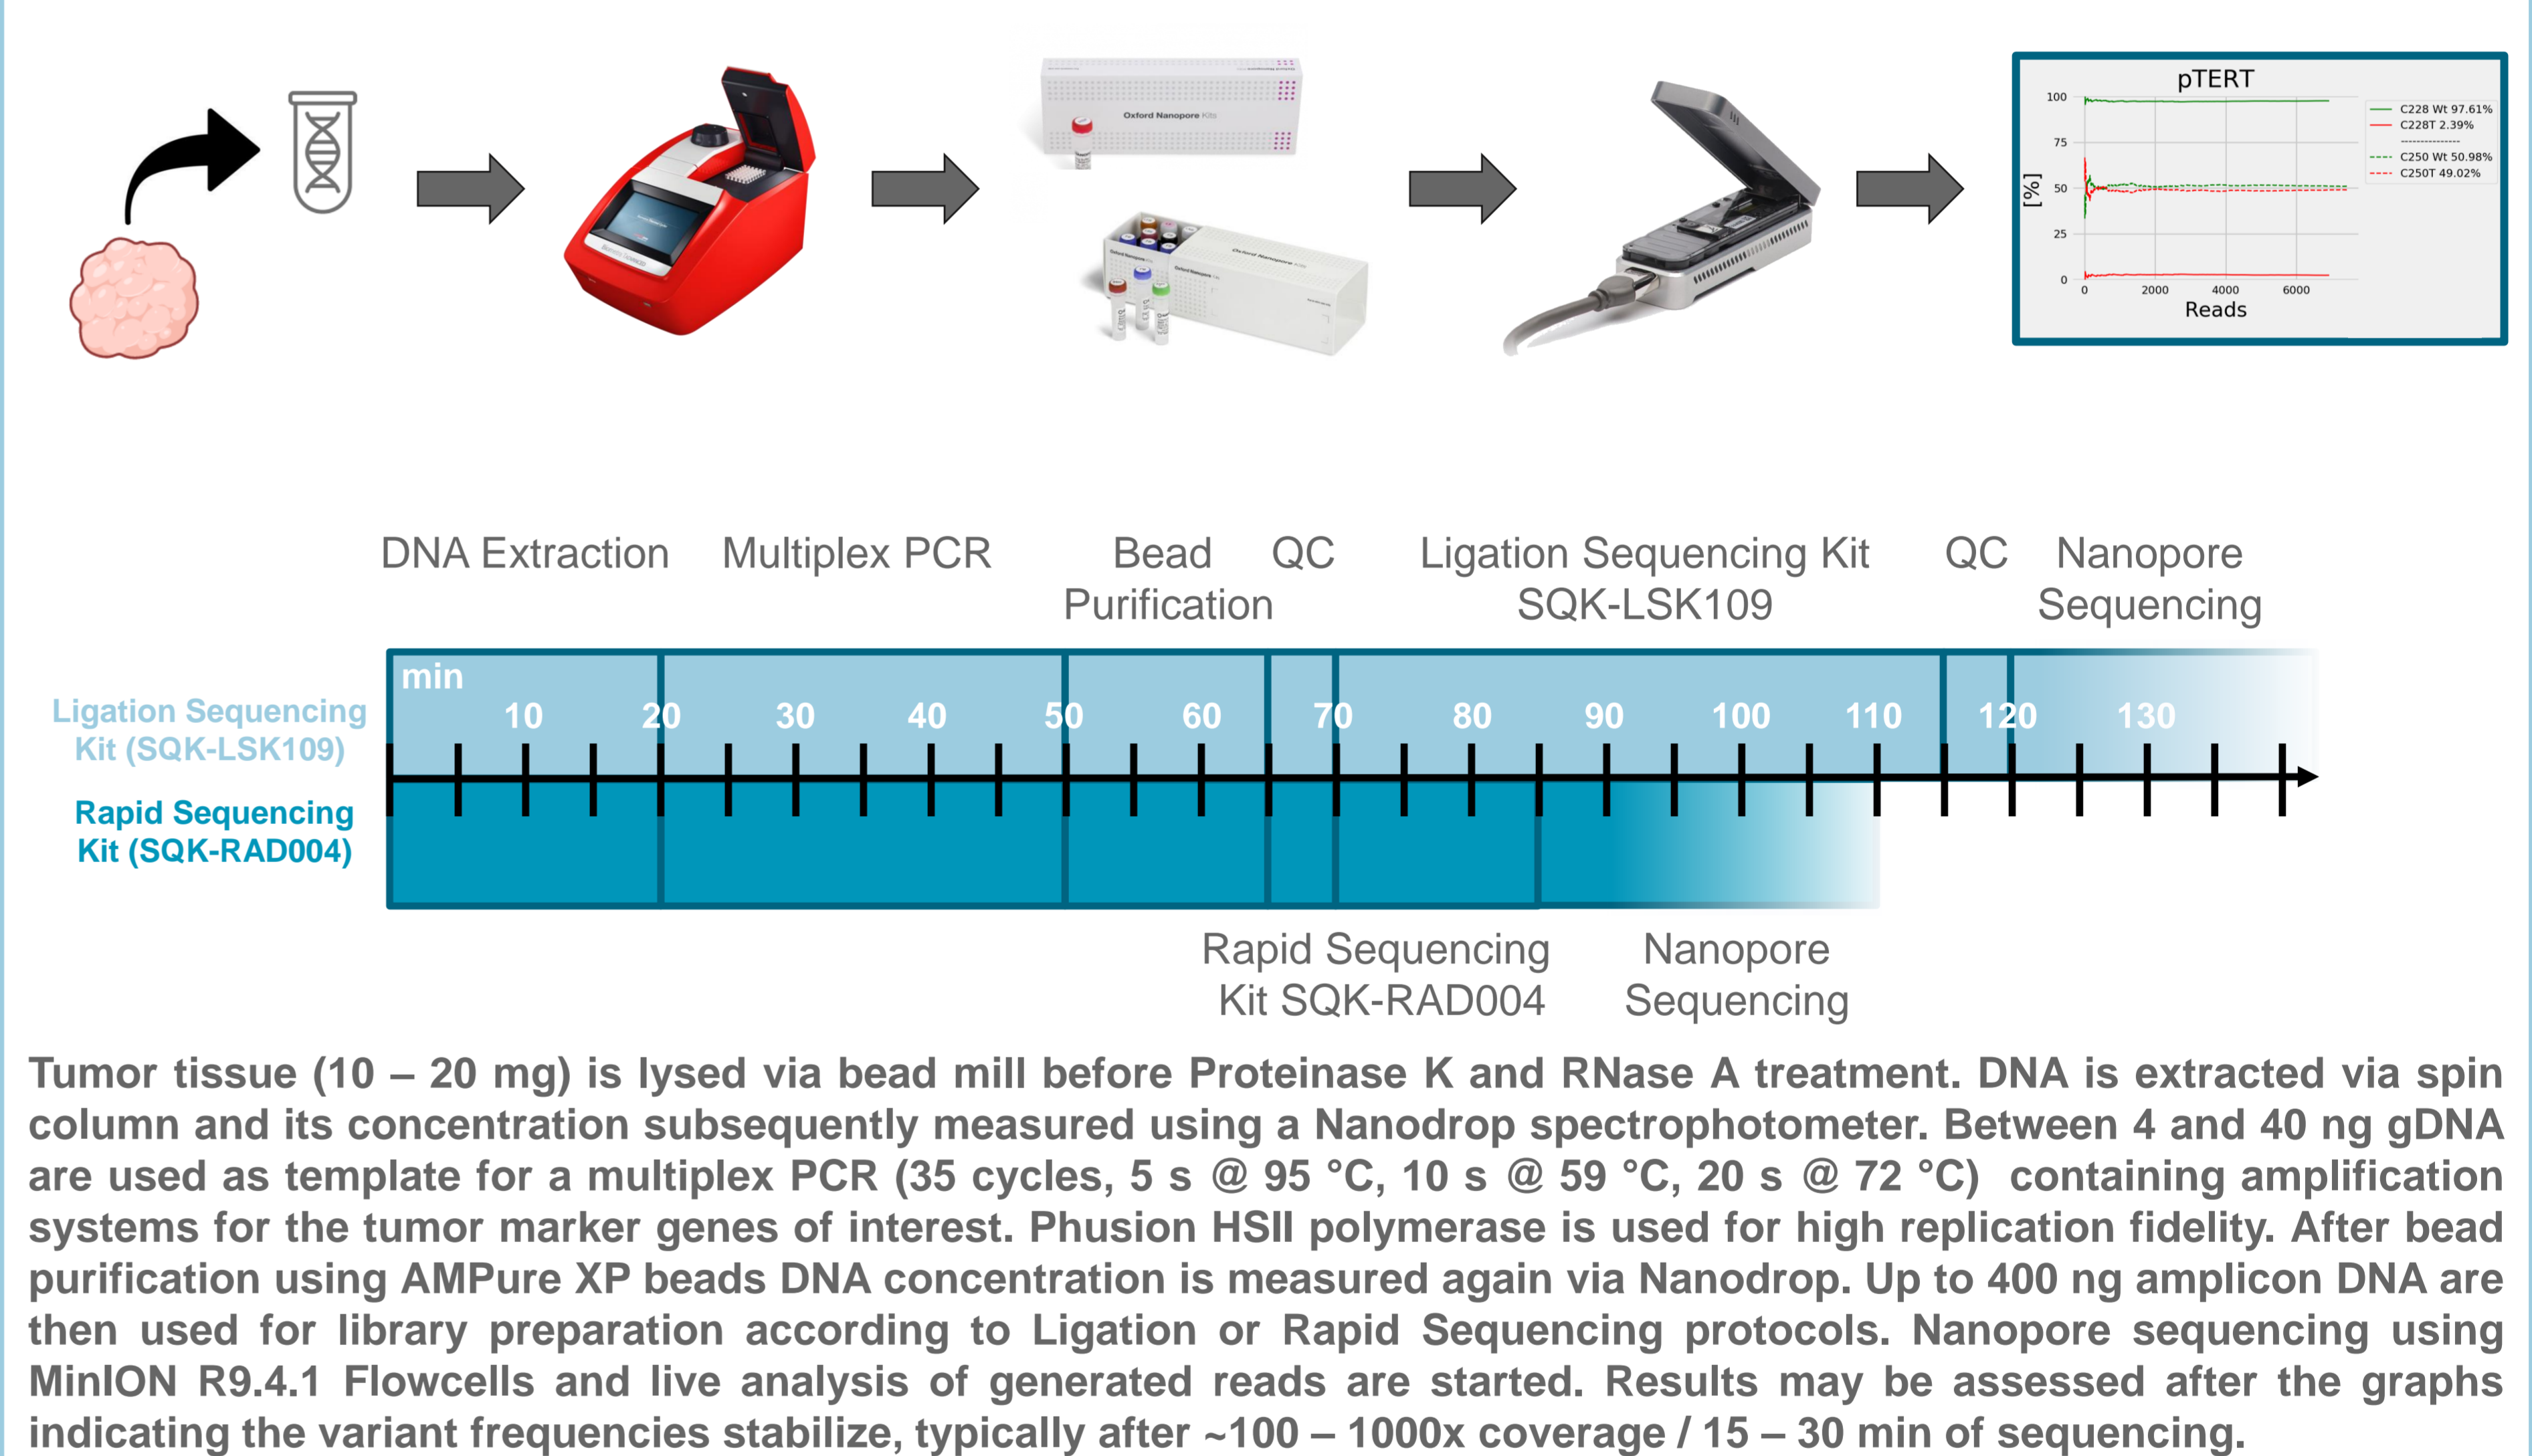 Oxford Nanopore Kits
Oxford Nanopore Kits
pTERT
100
75
50
25
0
[%]
0 2000 4000 6000
Reads
C228 Wt 97.61%
C228T 2.39%
---------------
C250 Wt 50.98%
C250T 49.02%
DNA Extraction Multiplex PCR Bead QC Ligation Sequencing Kit QC Nanopore
Purification SQK-LSK109 Sequencing
min
10 20 30 40 50 60 70 80 90 100 110 120 130
Ligation Sequencing
Kit (SQK-LSK109)
Rapid Sequencing
Kit (SQK-RAD004)
Rapid Sequencing Nanopore
Kit SQK-RAD004 Sequencing
Tumor tissue (10 – 20 mg) is lysed via bead mill before Proteinase K and RNase A treatment. DNA is extracted via spin
column and its concentration subsequently measured using a Nanodrop spectrophotometer. Between 4 and 40 ng gDNA
are used as template for a multiplex PCR (35 cycles, 5 s @ 95 °C, 10 s @ 59 °C, 20 s @ 72 °C) containing amplification
systems for the tumor marker genes of interest. Phusion HSII polymerase is used for high replication fidelity. After bead
purification using AMPure XP beads DNA concentration is measured again via Nanodrop. Up to 400 ng amplicon DNA are
then used for library preparation according to Ligation or Rapid Sequencing protocols. Nanopore sequencing using
MinION R9.4.1 Flowcells and live analysis of generated reads are started. Results may be assessed after the graphs
indicating the variant frequencies stabilize, typically after ~100 – 1000x coverage / 15 – 30 min of sequencing.